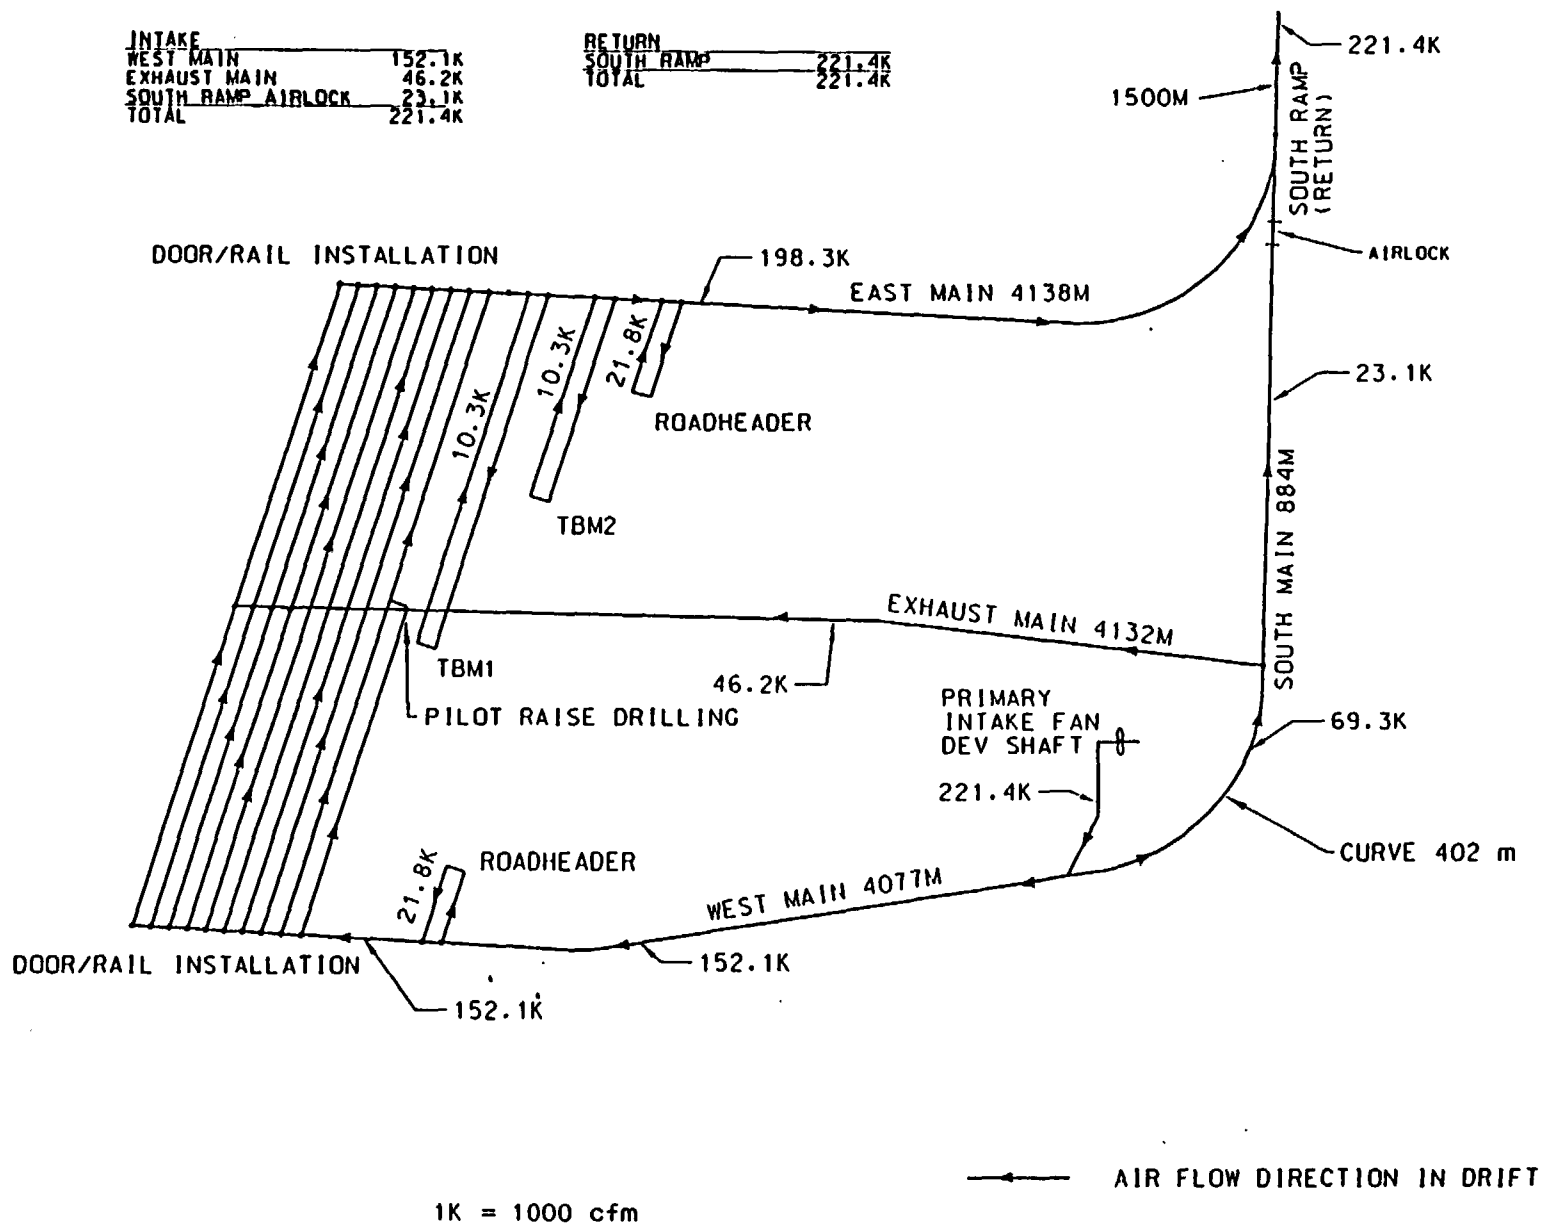 INTAKE
WEST MAIN 152.1K
EXHAUST MAIN 46.2K
SOUTH RAMP AIRLOCK 23.1K
TOTAL 221.4K
RETURN
SOUTH RAMP 221.4K
TOTAL 221.4K
221.4K
1500M
SOUTH RAMP
(RETURN)
AIRLOCK
DOOR/RAIL INSTALLATION
198.3K
EAST MAIN 4138M
23.1K
10.3K
10.3K
21.8K
ROADHEADER
TBM2
SOUTH MAIN 884M
EXHAUST MAIN 4132M
TBM1
46.2K
PILOT RAISE DRILLING
PRIMARY
INTAKE FAN
DEV SHAFT
69.3K
221.4K
CURVE 402 m
21.8K
ROADHEADER
WEST MAIN 4077M
DOOR/RAIL INSTALLATION
152.1K
152.1K
AIR FLOW DIRECTION IN DRIFT
1K = 1000 cfm